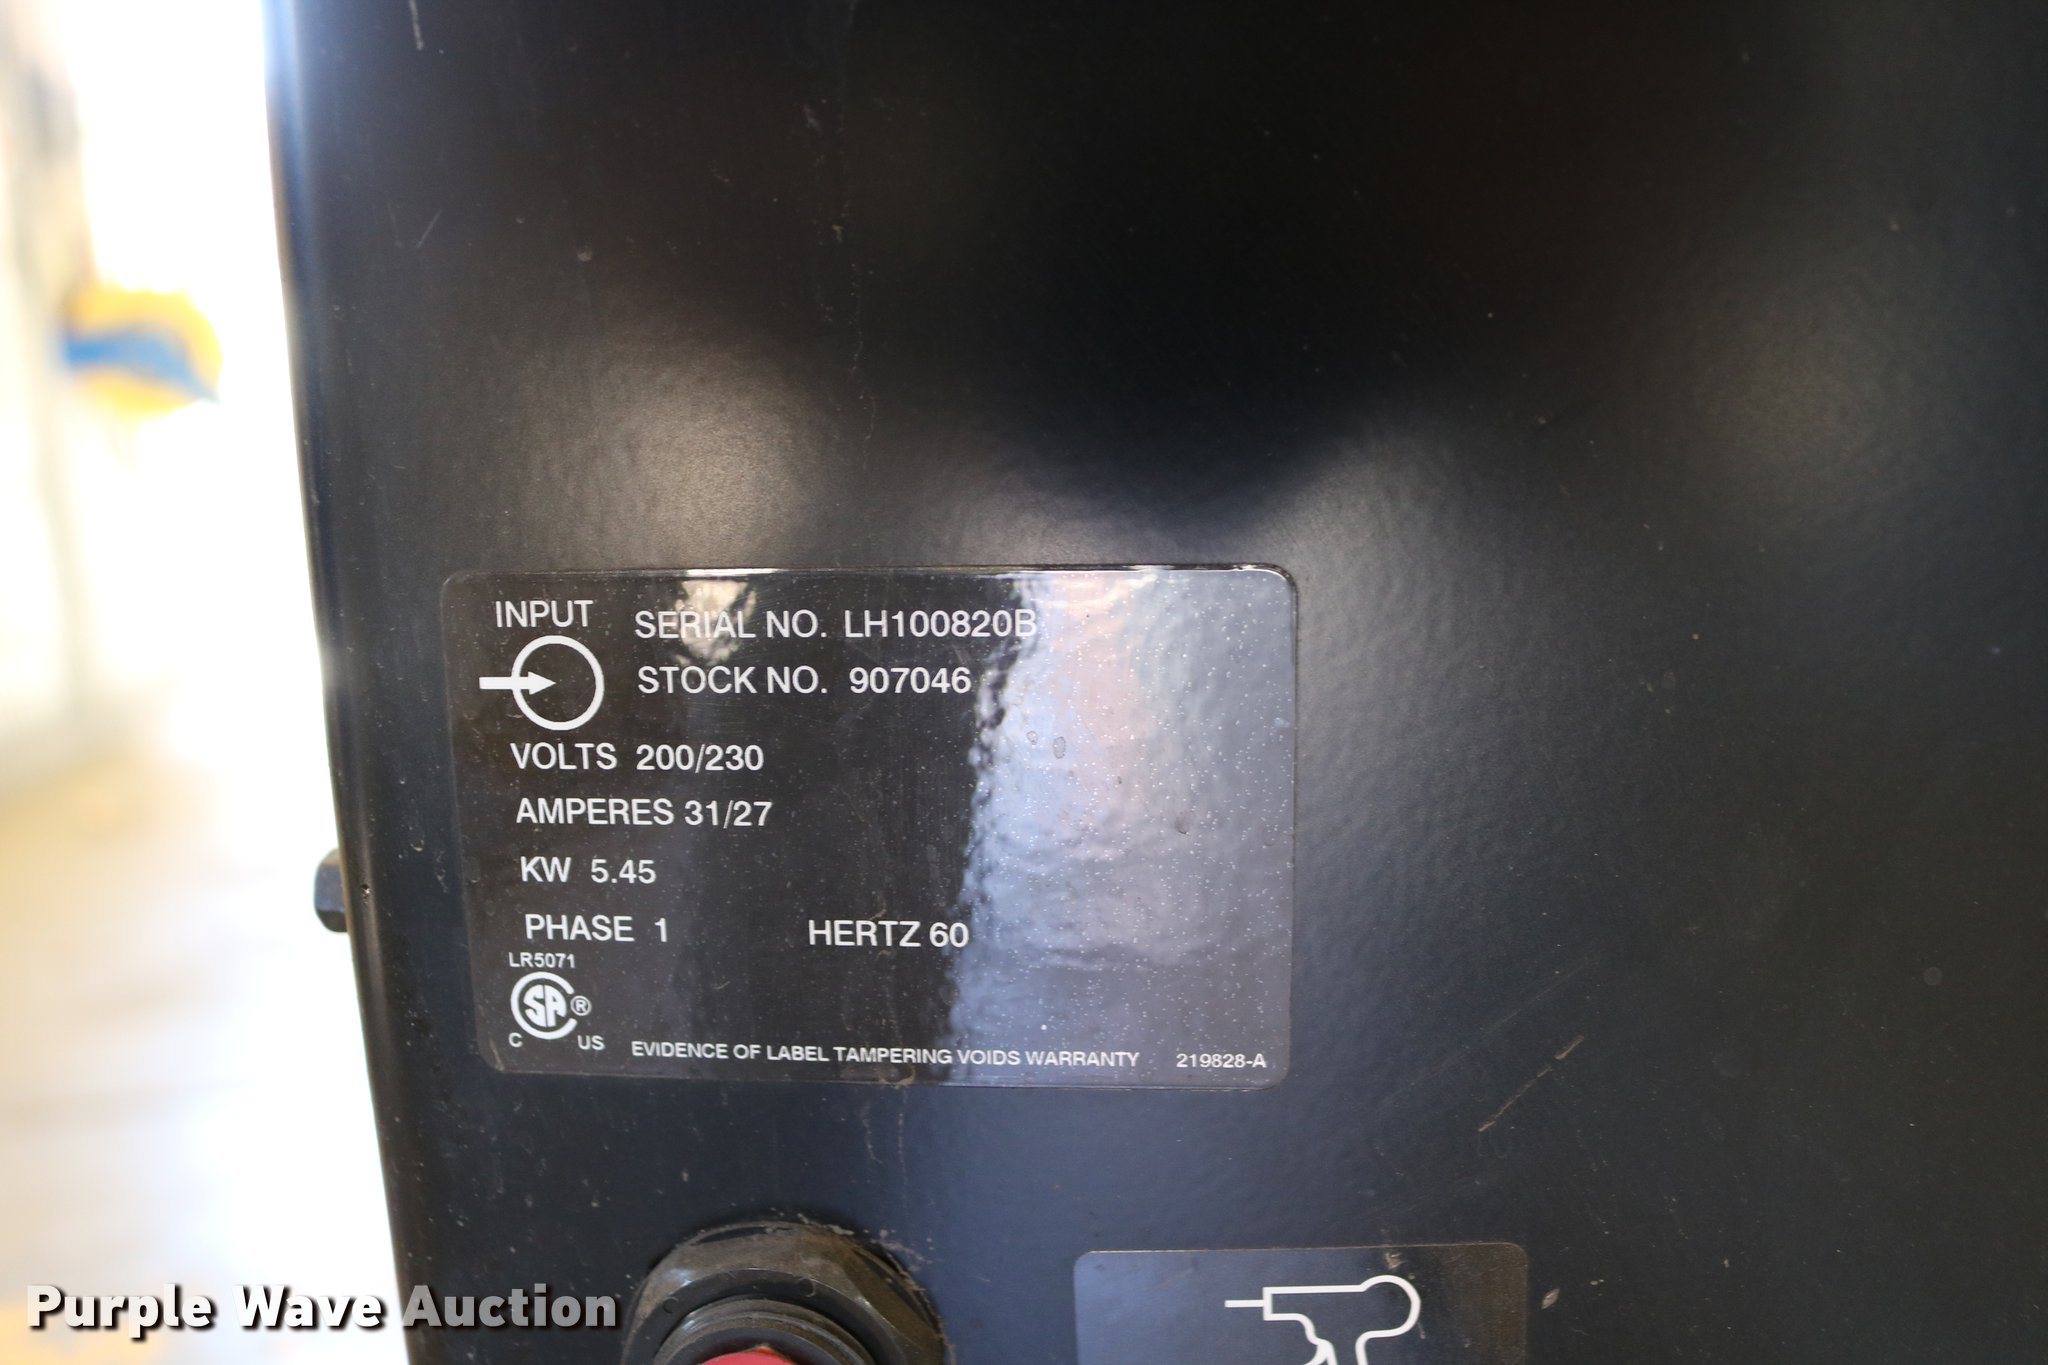 INPUT
SERIAL NO. LH100820B
STOCK NO. 907046
VOLTS 200/230
AMPERES 31/27
KW 5.45
PHASE 1 HERTZ 60
LR5071
SA ®
C US
EVIDENCE OF LABEL TAMPERING VOIDS WARRANTY 219828-A
Purple Wave Auction